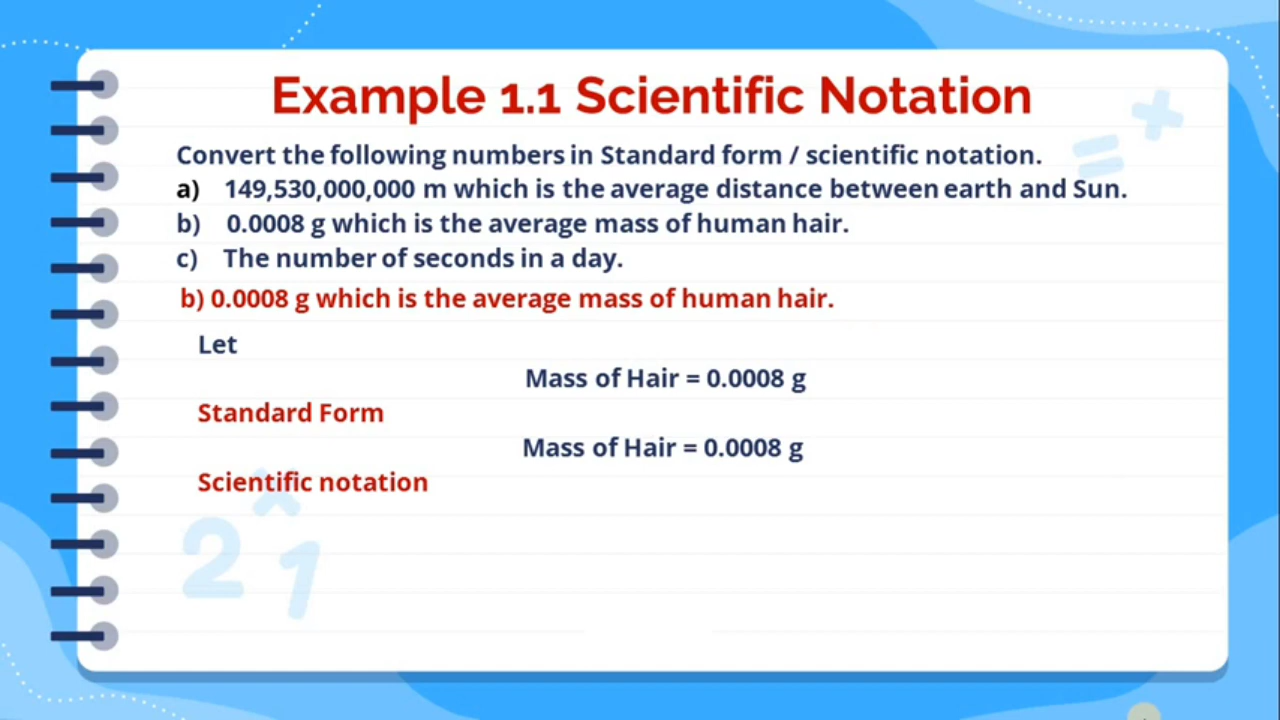 Example 1.1 Scientific Notation
Convert the following numbers in Standard form / scientific notation.
a) 149,530,000,000 m which is the average distance between earth and Sun.
b) 0.0008 g which is the average mass of human hair.
c) The number of seconds in a day.
b) 0.0008 g which is the average mass of human hair.
Let
Mass of Hair = 0.0008 g
Standard Form
Mass of Hair = 0.0008 g
Scientific notation
2 ^ 1